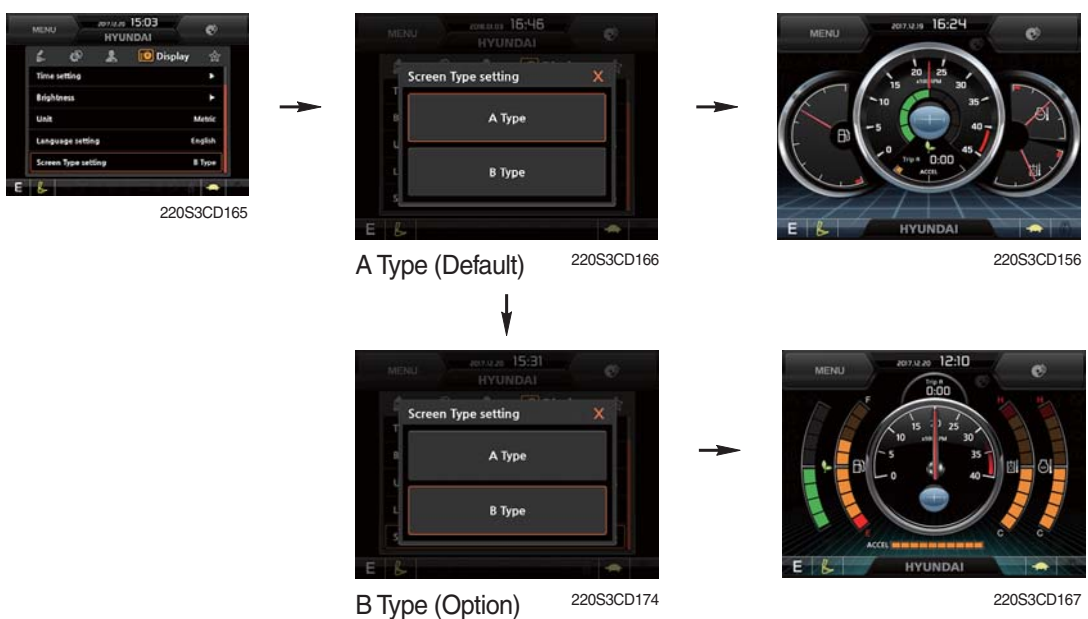 MENU
2017.12.20 15:03
HYUNDAI
Display
Time setting
Brightness
Unit Metric
Language setting English
Screen Type setting B Type
E
220S3CD165
MENU
16:46
HYUNDAI
Screen Type setting X
A Type
B Type
E
A Type (Default) 220S3CD166
MENU
2017.12.19 16:24
0 5 10 15 20 25 30 35 40 45
Trip A 0:00
ACCEL
E HYUNDAI
220S3CD156
MENU
2017.12.20 15:31
HYUNDAI
Screen Type setting X
A Type
B Type
E
B Type (Option) 220S3CD174
MENU
2017.12.20 12:10
Trip A
0:00
F H H
0 5 10 15 20 25 30 35 40
E C C
ACCEL
E HYUNDAI
220S3CD167